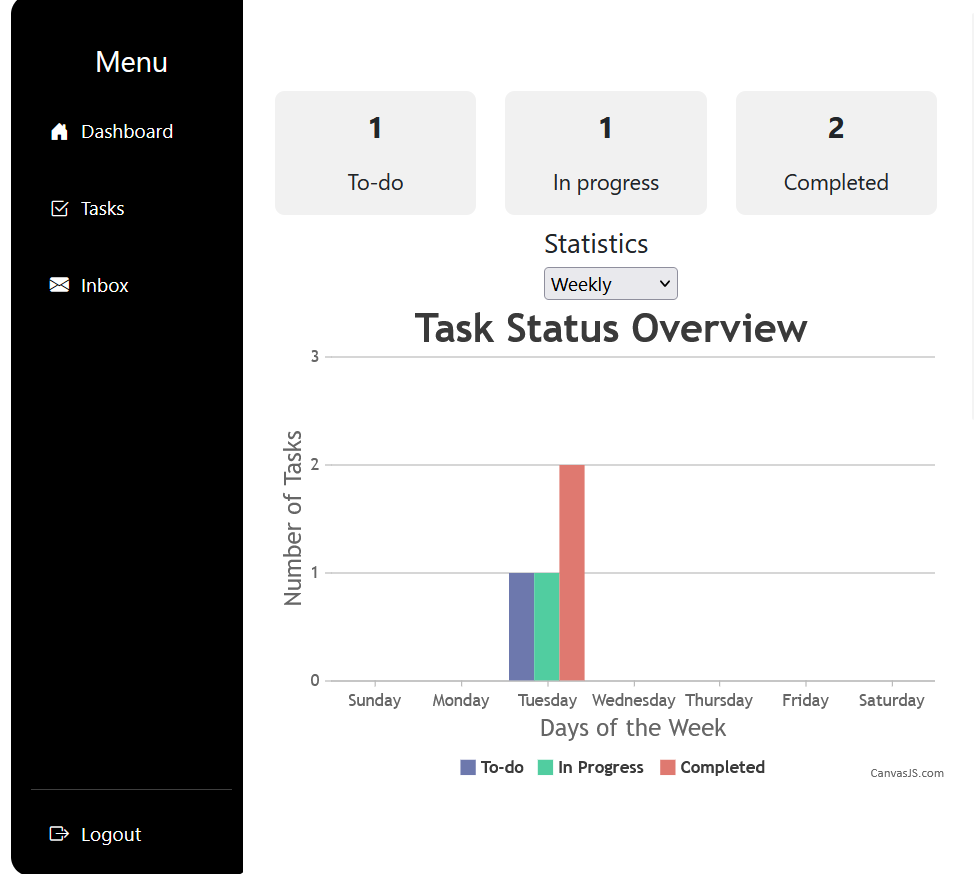 Menu
Dashboard
Tasks
Inbox
Logout
1
To-do
1
In progress
2
Completed
Statistics
Weekly
Task Status Overview
Number of Tasks
3
2
1
0
Sunday Monday Tuesday Wednesday Thursday Friday Saturday
Days of the Week
To-do In Progress Completed
CanvasJS.com